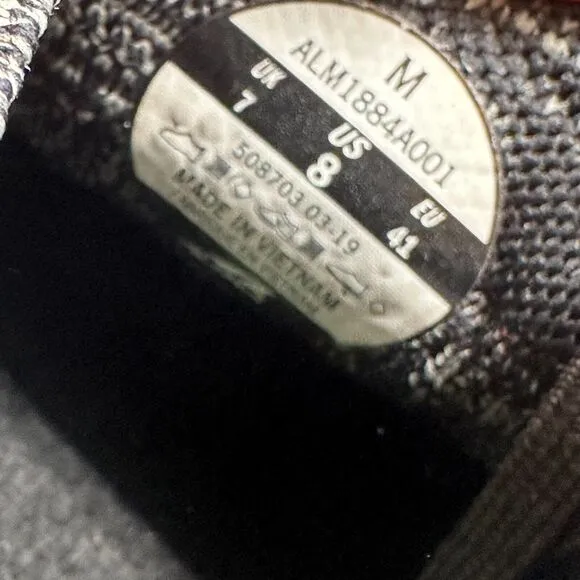 M
ALM1884A001
UK US EU
7 8 41
508703 03-19
MADE IN VIETNAM